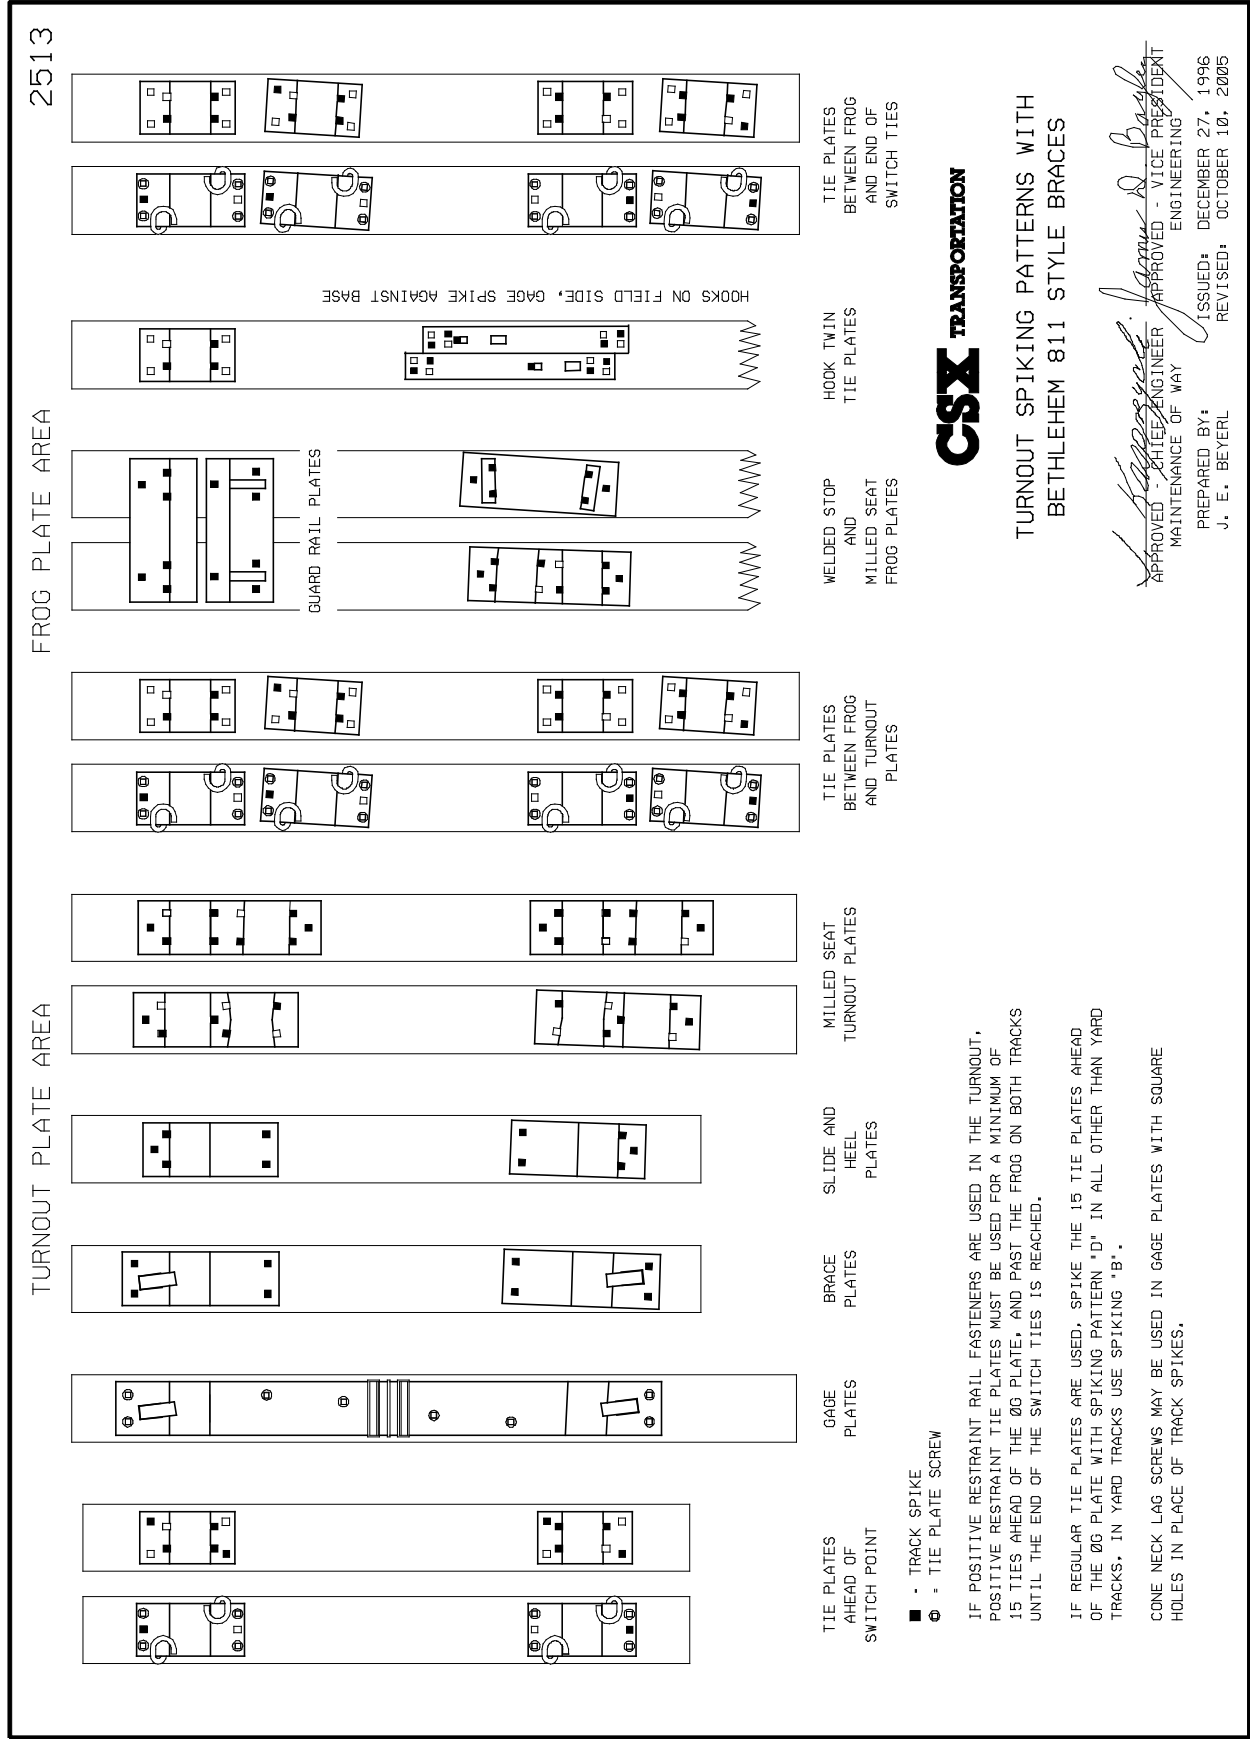 2513
TURNOUT PLATE AREA
FROG PLATE AREA
GUARD RAIL PLATES
HOOKS ON FIELD SIDE, GAGE SPIKE AGAINST BASE
TIE PLATES
AHEAD OF
SWITCH POINT
GAGE
PLATES
BRACE
PLATES
SLIDE AND
HEEL
PLATES
MILLED SEAT
TURNOUT PLATES
TIE PLATES
BETWEEN FROG
AND TURNOUT
PLATES
WELDED STOP
AND
MILLED SEAT
FROG PLATES
HOOK TWIN
TIE PLATES
TIE PLATES
BETWEEN FROG
AND END OF
SWITCH TIES
- TRACK SPIKE
= TIE PLATE SCREW
IF POSITIVE RESTRAINT RAIL FASTENERS ARE USED IN THE TURNOUT,
POSITIVE RESTRAINT TIE PLATES MUST BE USED FOR A MINIMUM OF
15 TIES AHEAD OF THE 0G PLATE, AND PAST THE FROG ON BOTH TRACKS
UNTIL THE END OF THE SWITCH TIES IS REACHED.
IF REGULAR TIE PLATES ARE USED, SPIKE THE 15 TIE PLATES AHEAD
OF THE 0G PLATE WITH SPIKING PATTERN "D" IN ALL OTHER THAN YARD
TRACKS, IN YARD TRACKS USE SPIKING "B".
CONE NECK LAG SCREWS MAY BE USED IN GAGE PLATES WITH SQUARE
HOLES IN PLACE OF TRACK SPIKES.
CSX TRANSPORTATION
TURNOUT SPIKING PATTERNS WITH
BETHLEHEM 811 STYLE BRACES
APPROVED - CHIEF ENGINEER
MAINTENANCE OF WAY
APPROVED - VICE PRESIDENT
ENGINEERING
PREPARED BY:
J. E. BEYERL
ISSUED: DECEMBER 27, 1996
REVISED: OCTOBER 10, 2005